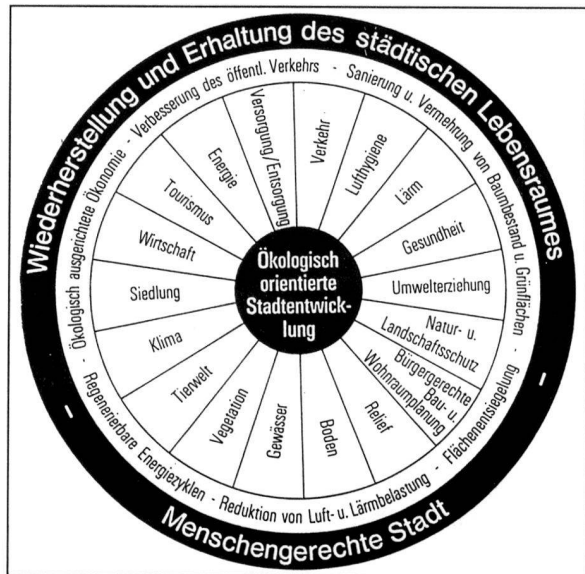 Wiederherstellung und Erhaltung des städtischen Lebensraumes
-
Menschengerechte Stadt
-
Ökologisch ausgerichtete Ökonomie - Verbesserung des öffentl. Verkehrs - Sanierung u. Vermehrung von Baumbestand u. Grünflächen -
Flächenentsiegelung -
Reduktion von Luft- u. Lärmbelastung -
Regenerierbare Energiezyklen -
Verkehr
Lufthygiene
Lärm
Gesundheit
Umwelterziehung
Natur- u.
Landschaftsschutz
Bürgergerechte
Bau- u.
Wohnraumplanung
Relief
Boden
Gewässer
Vegetation
Tierwelt
Klima
Siedlung
Wirtschaft
Tourismus
Energie
Versorgung/Entsorgung
Ökologisch
orientierte
Stadtentwick-
lung